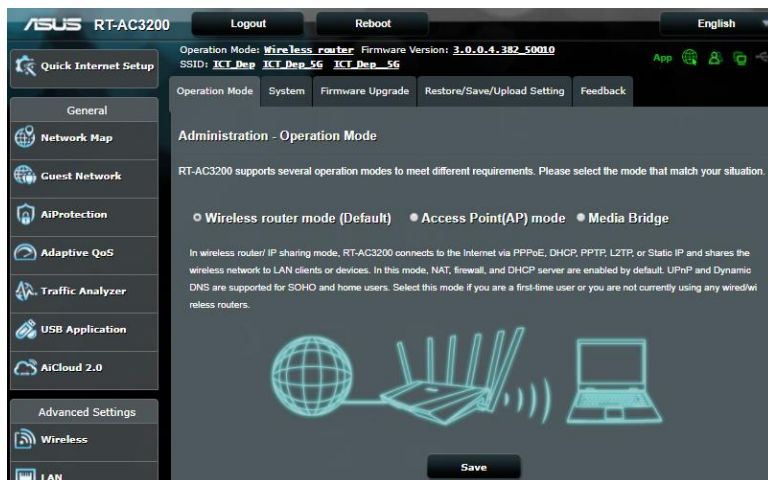 ASUS RT-AC3200 Logout Reboot English
Operation Mode: Wireless router Firmware Version: 3.0.0.4.382_50010
SSID: ICT_Dep ICT_Dep_5G ICT_Dep__5G App
Quick Internet Setup
Operation Mode System Firmware Upgrade Restore/Save/Upload Setting Feedback
General
Network Map
Guest Network
AiProtection
Adaptive QoS
Traffic Analyzer
USB Application
AiCloud 2.0
Advanced Settings
Wireless
LAN
Administration - Operation Mode
RT-AC3200 supports several operation modes to meet different requirements. Please select the mode that match your situation.
Wireless router mode (Default) Access Point(AP) mode Media Bridge
In wireless router/ IP sharing mode, RT-AC3200 connects to the Internet via PPPoE, DHCP, PPTP, L2TP, or Static IP and shares the
wireless network to LAN clients or devices. In this mode, NAT, firewall, and DHCP server are enabled by default. UPnP and Dynamic
DNS are supported for SOHO and home users. Select this mode if you are a first-time user or you are not currently using any wired/wi
reless routers.
Save